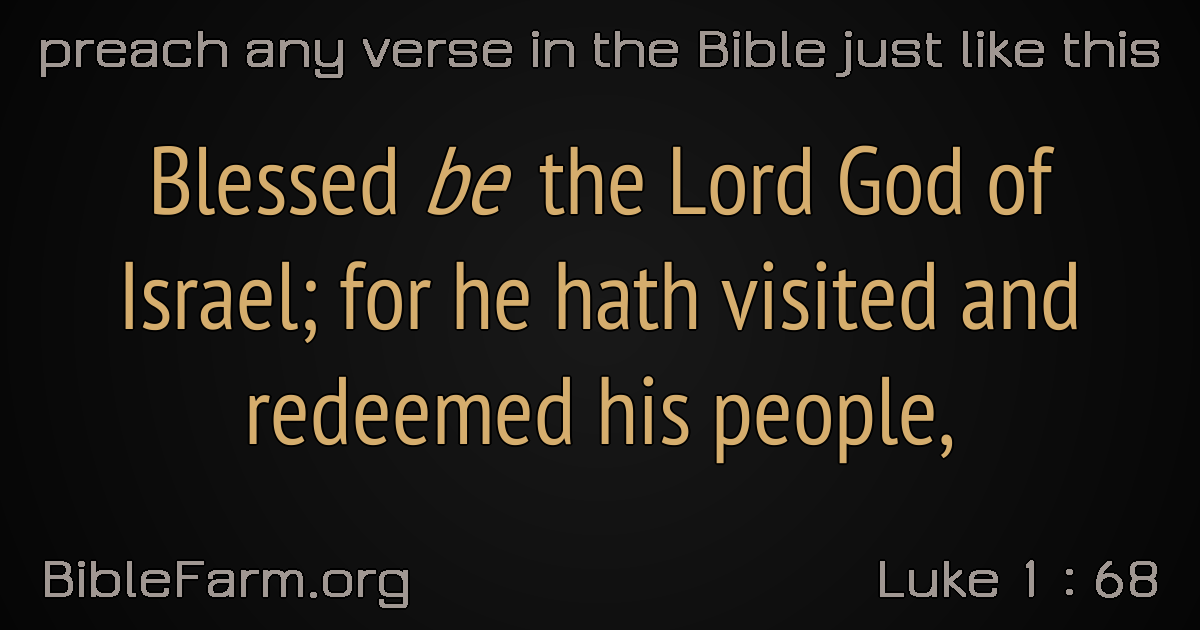 preach any verse in the Bible just like this
Blessed be the Lord God of
Israel; for he hath visited and
redeemed his people,
BibleFarm.org
Luke 1 : 68